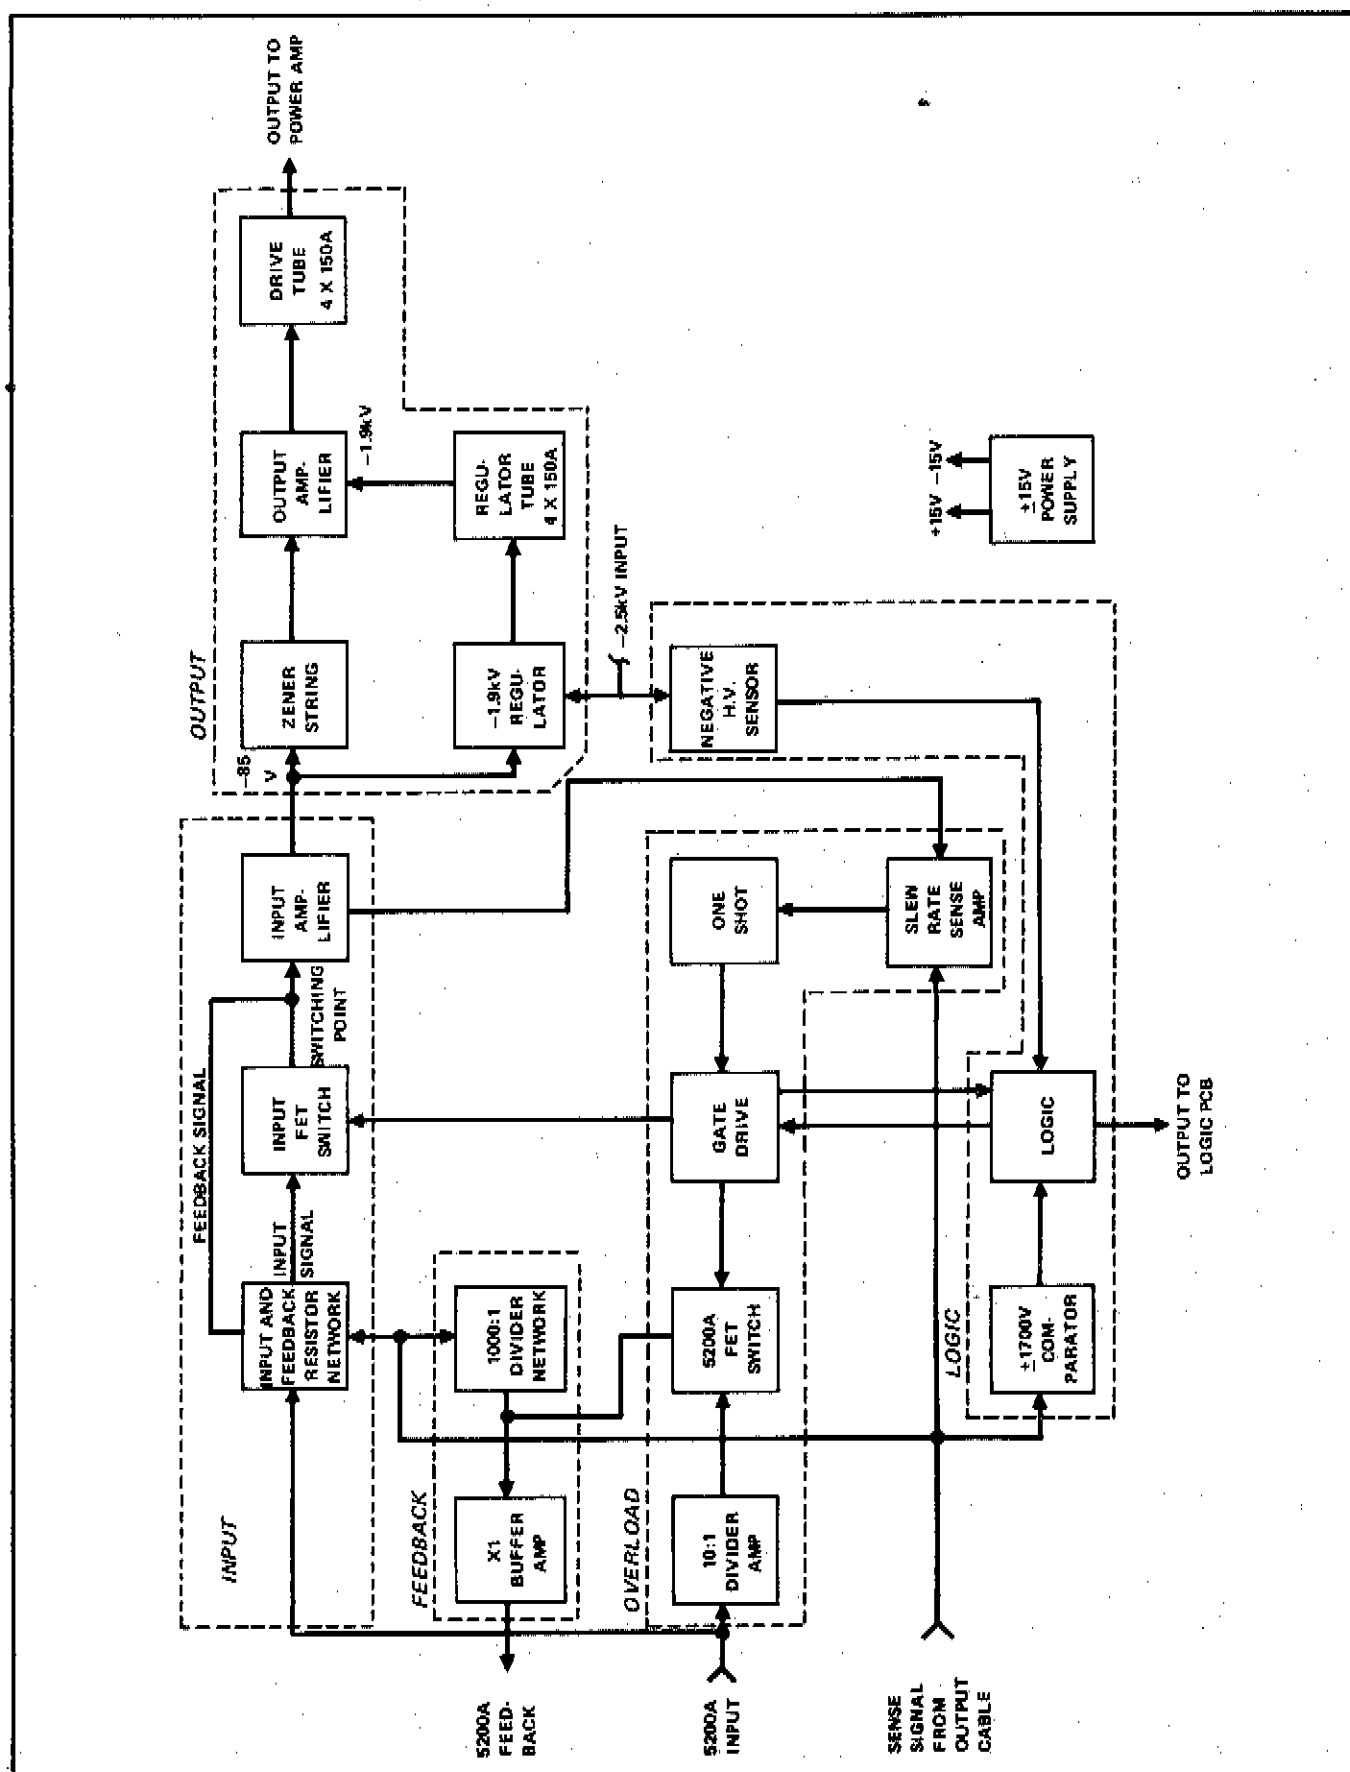 OUTPUT TO
POWER AMP
DRIVE
TUBE
4 X 150A
OUTPUT
AMP-
LIFIER
-1.9kV
REGU-
LATOR
TUBE
4 X 150A
OUTPUT
ZENER
STRING
-85
V
-1.9kV
REGU-
LATOR
-2.5kV INPUT
+15V -15V
±15V
POWER
SUPPLY
NEGATIVE
H.V.
SENSOR
INPUT
AMP-
LIFIER
SWITCHING
POINT
FEEDBACK SIGNAL
INPUT
FET
SWITCH
INPUT
SIGNAL
INPUT AND
FEEDBACK
RESISTOR
NETWORK
INPUT
1000:1
DIVIDER
NETWORK
X1
BUFFER
AMP
FEEDBACK
5200A
FEED-
BACK
ONE
SHOT
SLEW
RATE
SENSE
AMP
GATE
DRIVE
5200A
FET
SWITCH
10:1
DIVIDER
AMP
OVERLOAD
5200A
INPUT
LOGIC
LOGIC
±1700V
COM-
PARATOR
OUTPUT TO
LOGIC PCB
SENSE
SIGNAL
FROM
OUTPUT
CABLE